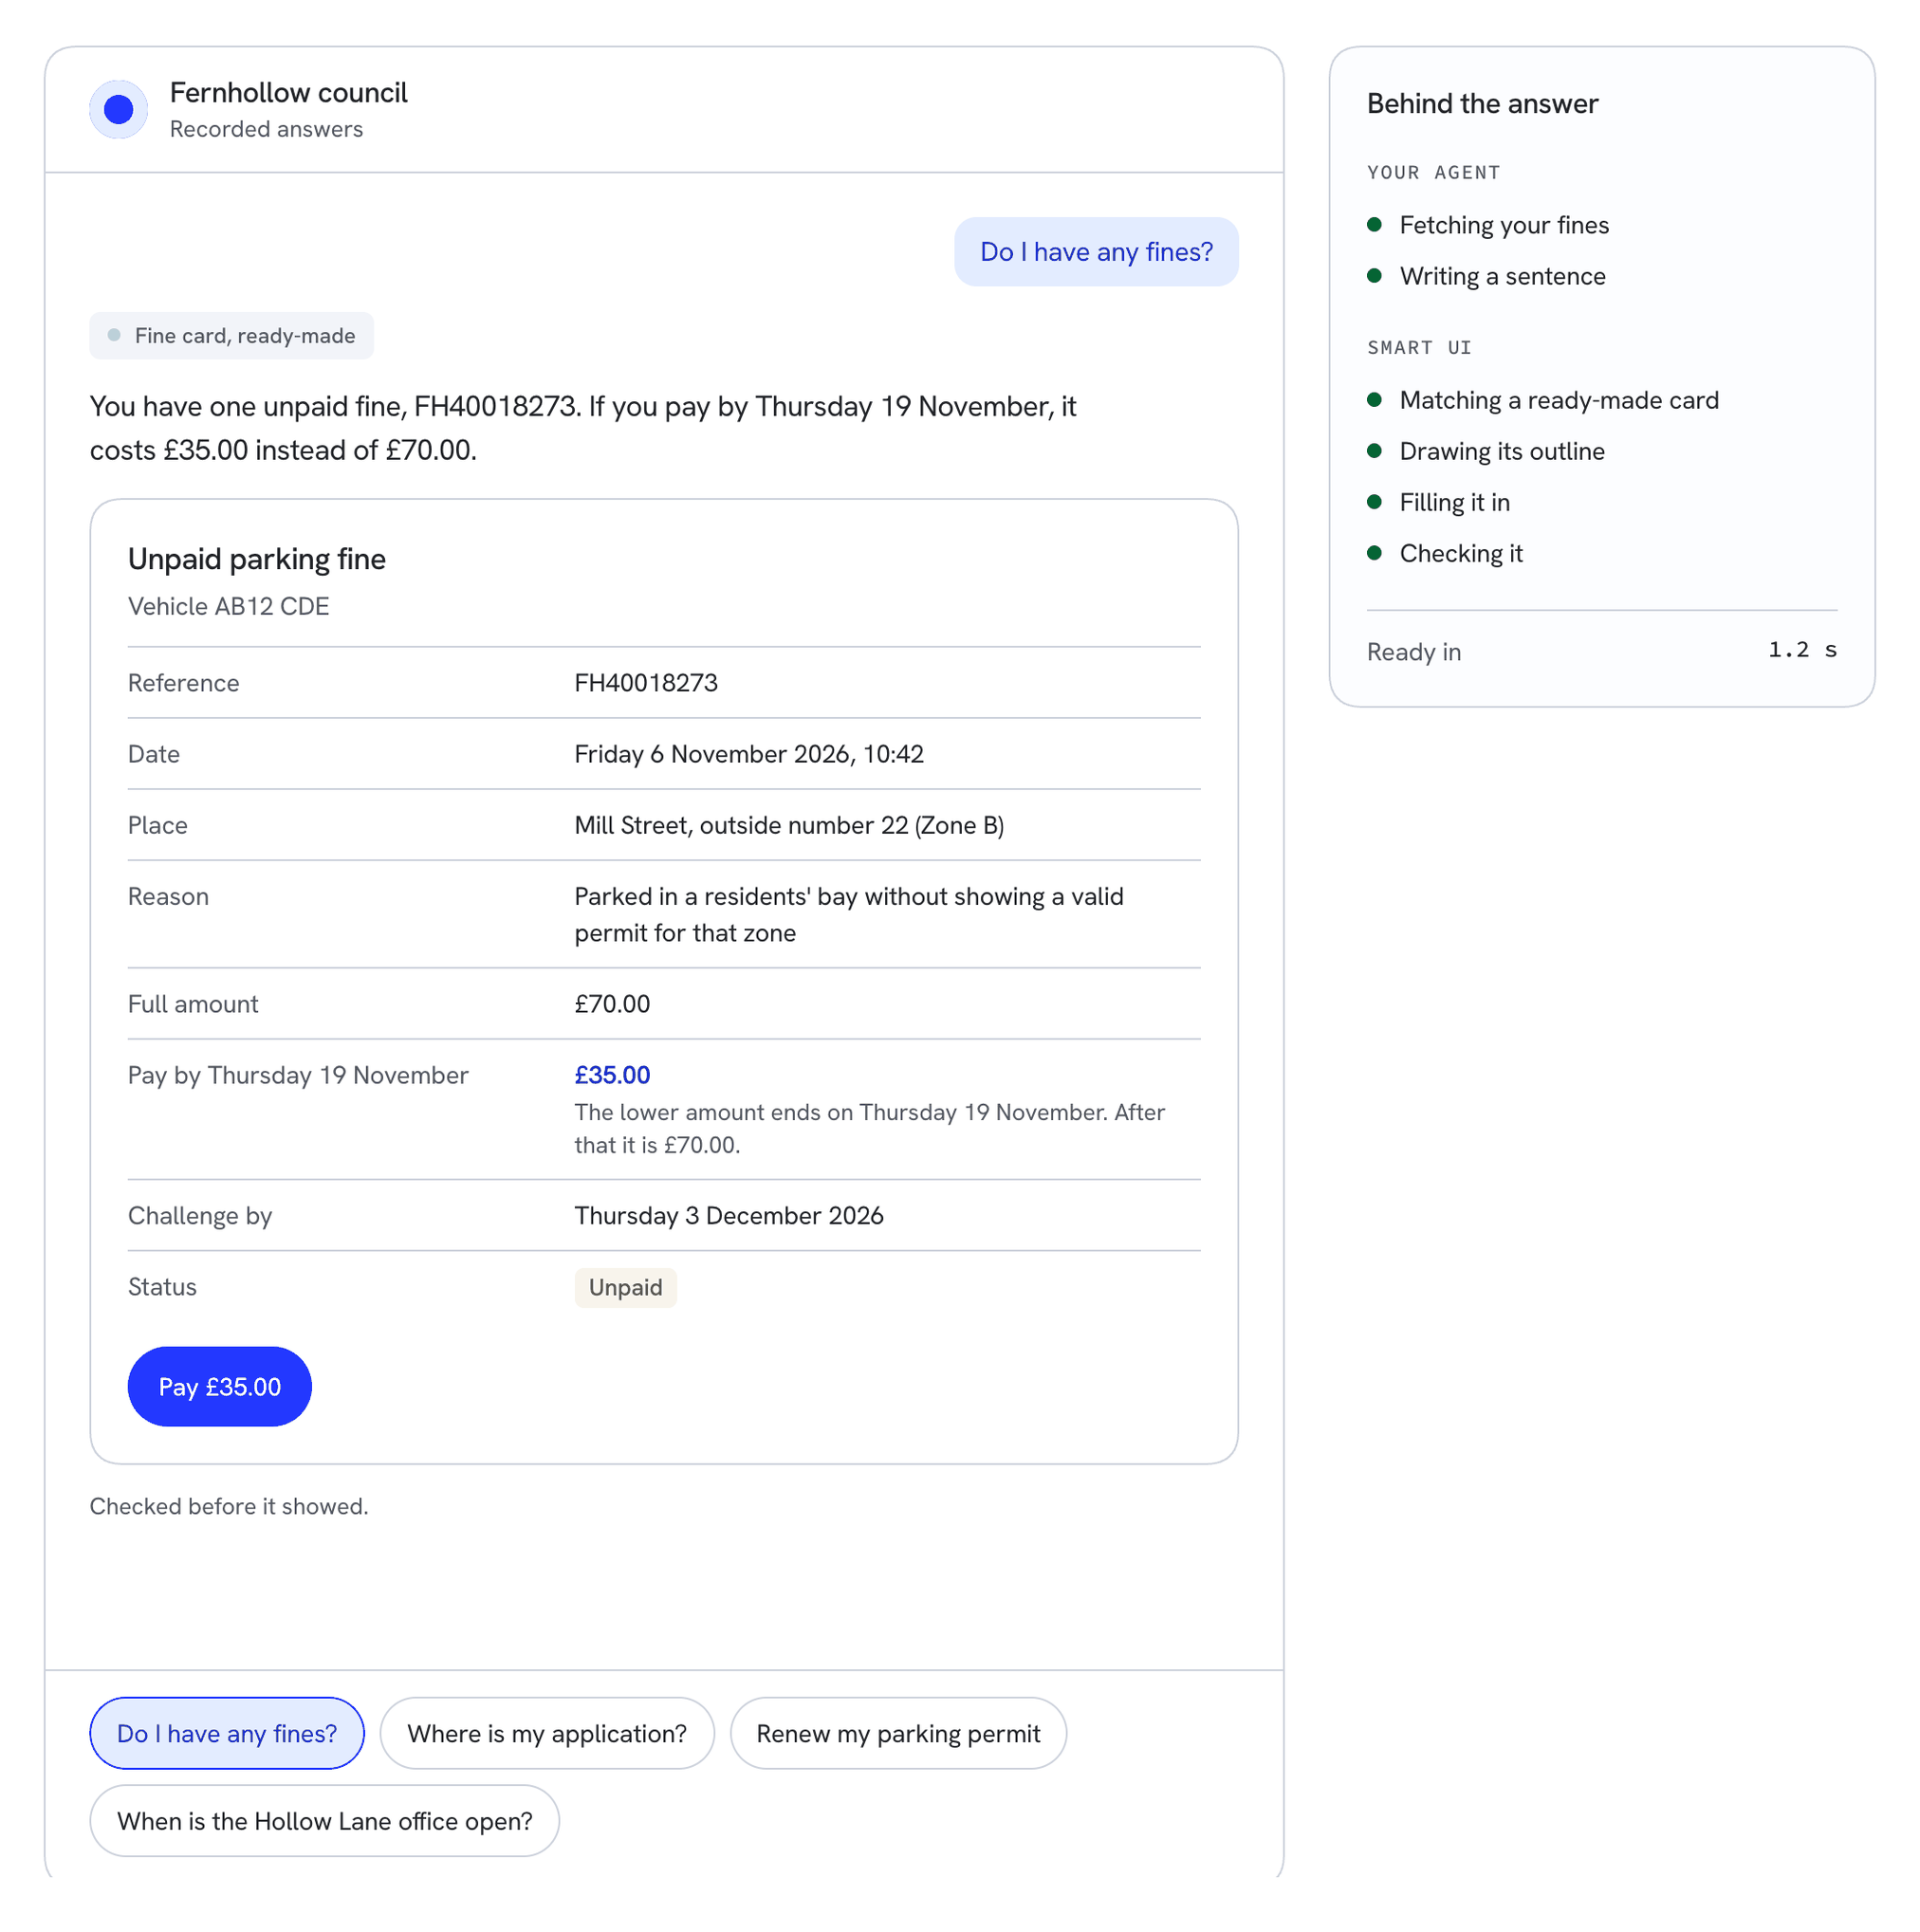 Fernhollow council
Recorded answers
Do I have any fines?
Fine card, ready-made
You have one unpaid fine, FH40018273. If you pay by Thursday 19 November, it
costs £35.00 instead of £70.00.
Unpaid parking fine
Vehicle AB12 CDE
Reference FH40018273
Date Friday 6 November 2026, 10:42
Place Mill Street, outside number 22 (Zone B)
Reason Parked in a residents' bay without showing a valid
permit for that zone
Full amount £70.00
Pay by Thursday 19 November £35.00
The lower amount ends on Thursday 19 November. After
that it is £70.00.
Challenge by Thursday 3 December 2026
Status Unpaid
Pay £35.00
Checked before it showed.
Do I have any fines? Where is my application? Renew my parking permit
When is the Hollow Lane office open?
Behind the answer
YOUR AGENT
Fetching your fines
Writing a sentence
SMART UI
Matching a ready-made card
Drawing its outline
Filling it in
Checking it
Ready in 1.2 s